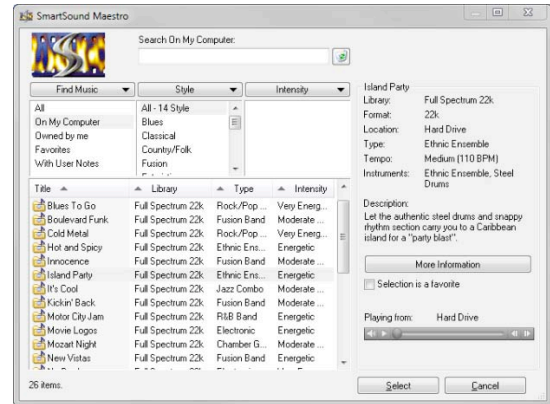 SmartSound Maestro
Search On My Computer:
Find Music
Style
Intensity
All
On My Computer
Owned by me
Favorites
With User Notes
All - 14 Style
Blues
Classical
Country/Folk
Fusion
Title Library Type Intensity
Blues To Go Full Spectrum 22k Rock/Pop ... Very Energ...
Boulevard Funk Full Spectrum 22k Fusion Band Moderate ...
Cold Metal Full Spectrum 22k Rock/Pop ... Very Energ...
Hot and Spicy Full Spectrum 22k Ethnic Ens... Energetic
Innocence Full Spectrum 22k Fusion Band Moderate ...
Island Party Full Spectrum 22k Ethnic Ens... Energetic
It's Cool Full Spectrum 22k Jazz Combo Moderate ...
Kickin' Back Full Spectrum 22k Fusion Band Moderate ...
Motor City Jam Full Spectrum 22k R&B Band Energetic
Movie Logos Full Spectrum 22k Electronic Energetic
Mozart Night Full Spectrum 22k Chamber G... Moderate ...
New Vistas Full Spectrum 22k Fusion Band Energetic
26 items.
Island Party
Library: Full Spectrum 22k
Format: 22k
Location: Hard Drive
Type: Ethnic Ensemble
Tempo: Medium (110 BPM)
Instruments: Ethnic Ensemble, Steel
Drums
Description:
Let the authentic steel drums and snappy
rhythm section carry you to a Caribbean
island for a "party blast".
More Information
Selection is a favorite
Playing from: Hard Drive
Select
Cancel